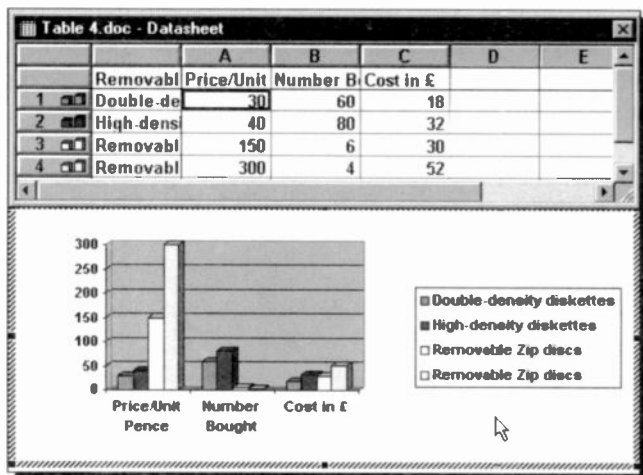 Table 4.doc - Datasheet
A B C D E
Removabl Price/Unit Number B Cost in £
1 Double-de 30 60 18
2 High-densi 40 80 32
3 Removabl 150 6 30
4 Removabl 300 4 52
300
250
200
150
100
50
0
Price/Unit Pence
Number Bought
Cost in £
Double-density diskettes
High-density diskettes
Removable Zip discs
Removable Zip discs